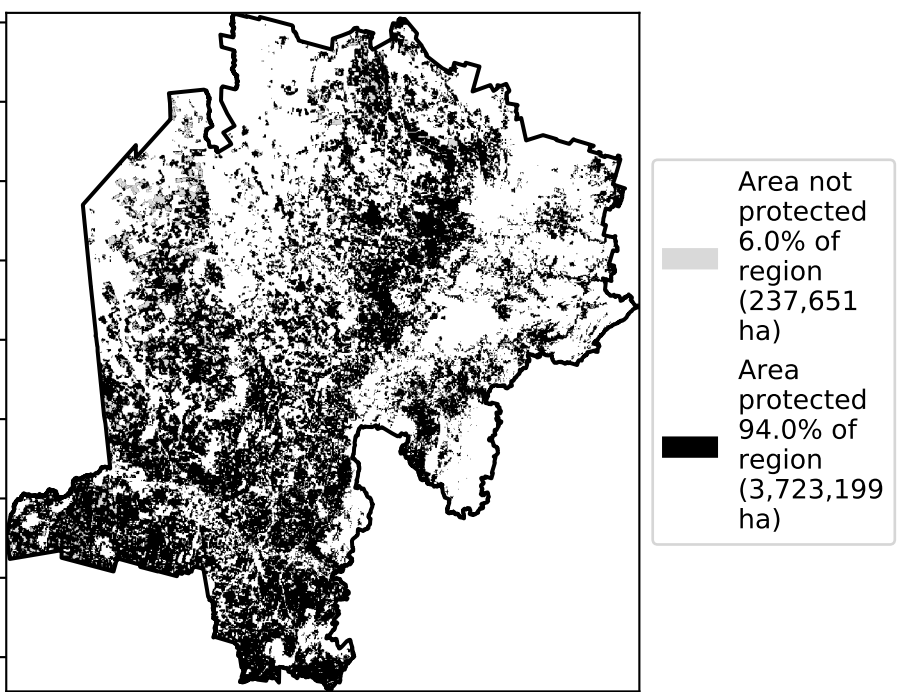 Area not
protected
6.0% of
region
(237,651
ha)
Area
protected
94.0% of
region
(3,723,199
ha)